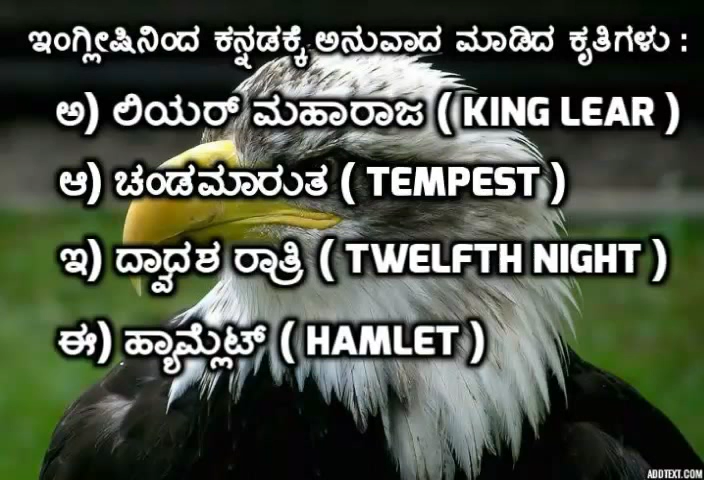 ಇಂಗ್ಲೀಷಿನಿಂದ ಕನ್ನಡಕ್ಕೆ ಅನುವಾದ ಮಾಡಿದ ಕೃತಿಗಳು :
ಅ) ಲಿಯರ್ ಮಹಾರಾಜ ( KING LEAR )
ಆ) ಚಂಡಮಾರುತ ( TEMPEST )
ಇ) ದ್ವಾದಶ ರಾತ್ರಿ ( TWELFTH NIGHT )
ಈ) ಹ್ಯಾಮ್ಲೆಟ್ ( HAMLET )
ADDTEXT.COM